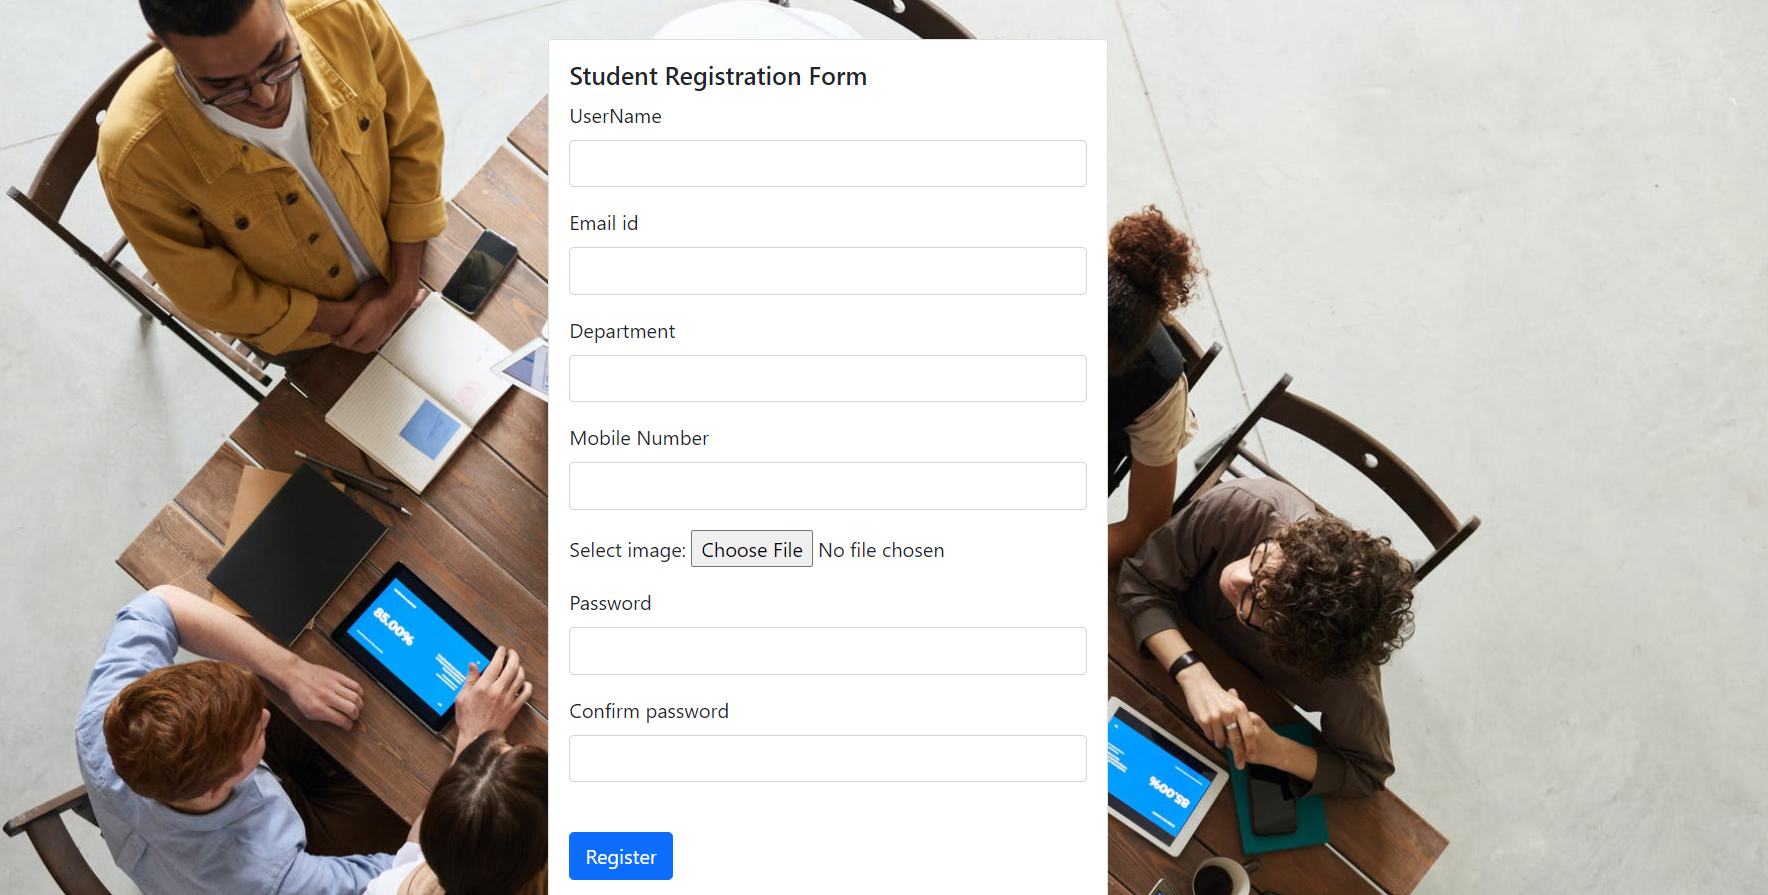 Student Registration Form
UserName
Email id
Department
Mobile Number
Select image: Choose File No file chosen
Password
Confirm password
Register
85.00%
85.00%